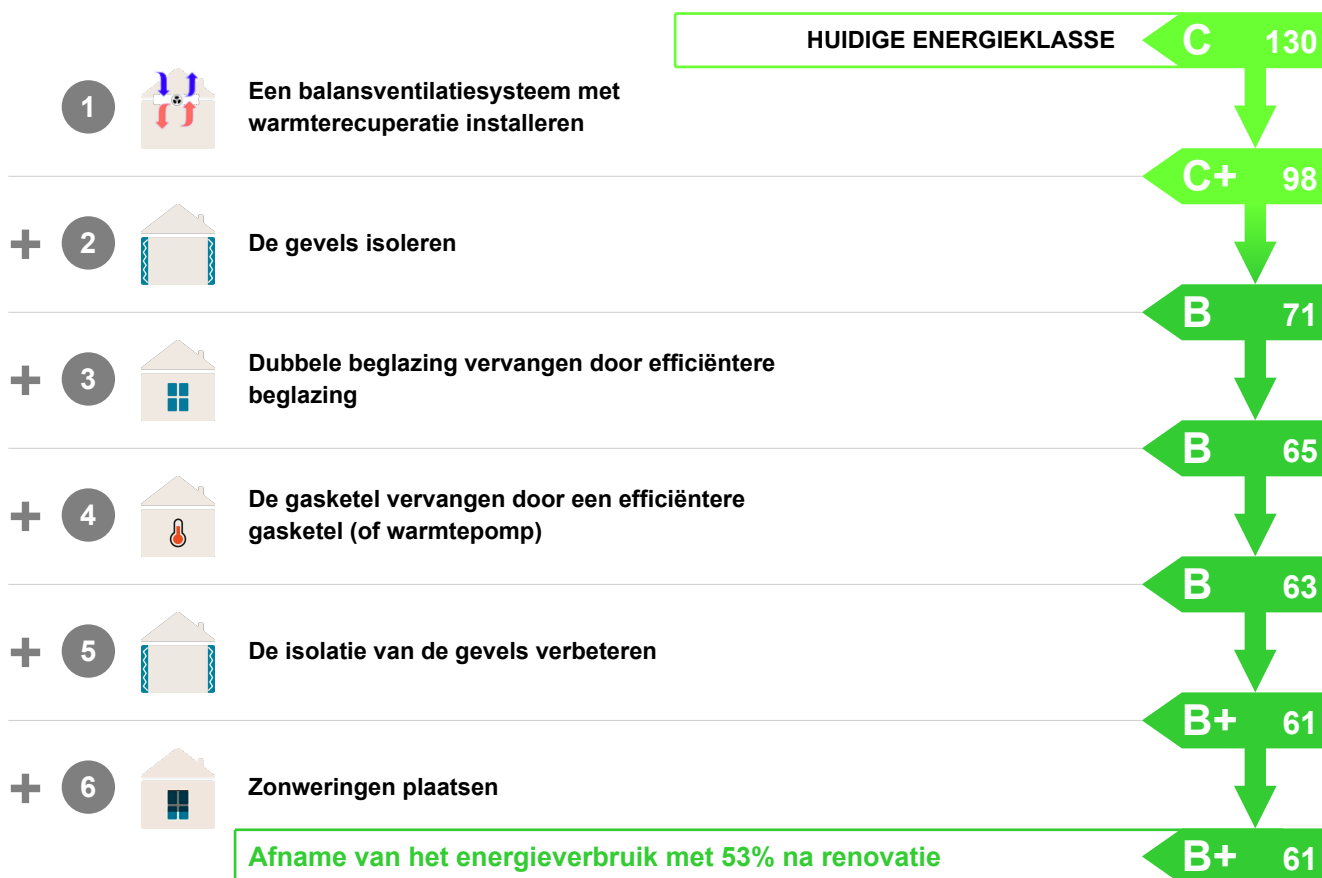 HUIDIGE ENERGIEKLASSE C 130
1 Een balansventilatiesysteem met
warmterecuperatie installeren
C+ 98
+ 2 De gevels isoleren
B 71
+ 3 Dubbele beglazing vervangen door efficiëntere
beglazing
B 65
+ 4 De gasketel vervangen door een efficiëntere
gasketel (of warmtepomp)
B 63
+ 5 De isolatie van de gevels verbeteren
B+ 61
+ 6 Zonweringen plaatsen
Afname van het energieverbruik met 53% na renovatie B+ 61